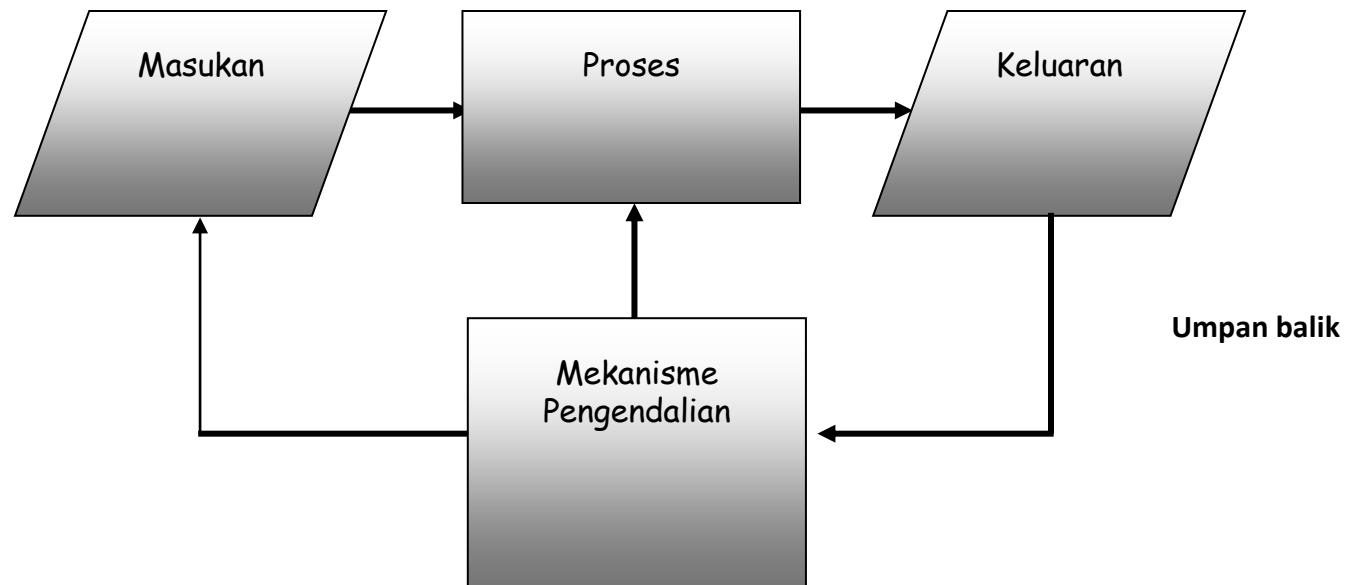 Masukan
Proses
Keluaran
Umpan balik
Mekanisme
Pengendalian